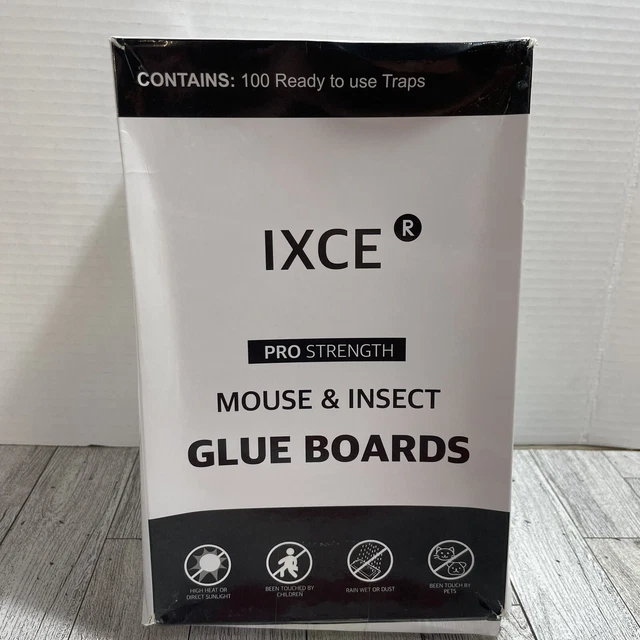 CONTAINS: 100 Ready to use Traps
IXCE ®
PRO STRENGTH
MOUSE & INSECT
GLUE BOARDS
HIGH HEAT OR
DIRECT SUNLIGHT
BEEN TOUCHED BY
CHILDREN
RAIN WET OR DUST
BEEN TOUCH BY
PETS